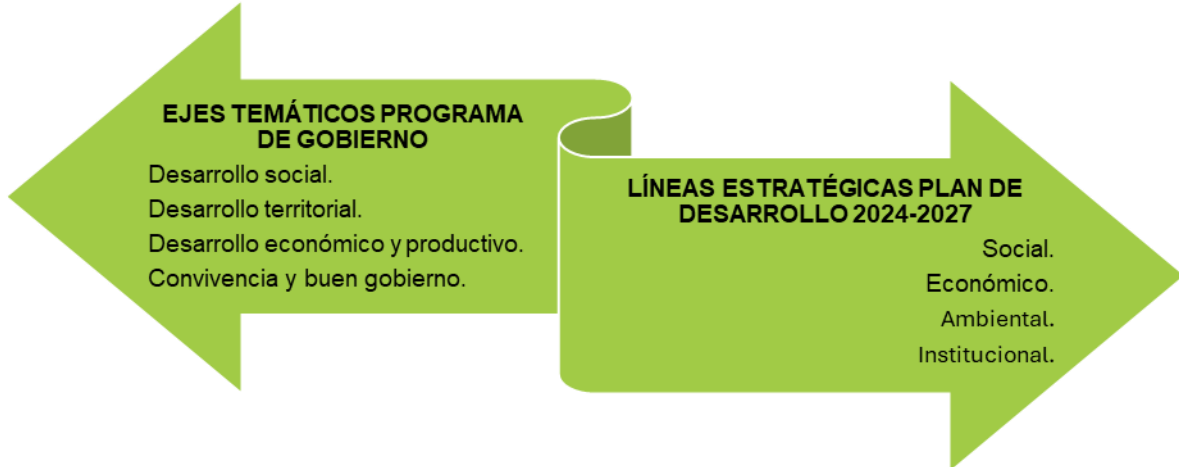 EJES TEMÁTICOS PROGRAMA
DE GOBIERNO
Desarrollo social.
Desarrollo territorial.
Desarrollo económico y productivo.
Convivencia y buen gobierno.
LÍNEAS ESTRATÉGICAS PLAN DE
DESARROLLO 2024-2027
Social.
Económico.
Ambiental.
Institucional.